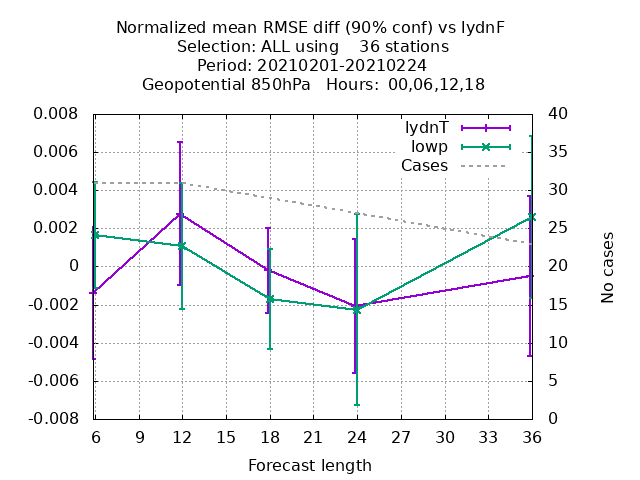 Normalized mean RMSE diff (90% conf) vs lydnF
Selection: ALL using    36 stations
Period: 20210201-20210224
Geopotential 850hPa   Hours:  00,06,12,18
0.008
0.006
0.004
0.002
0
-0.002
-0.004
-0.006
-0.008
40
35
30
25
20
15
10
5
0
lydnT
lowp
Cases
No cases
6 9 12 15 18 21 24 27 30 33 36
Forecast length